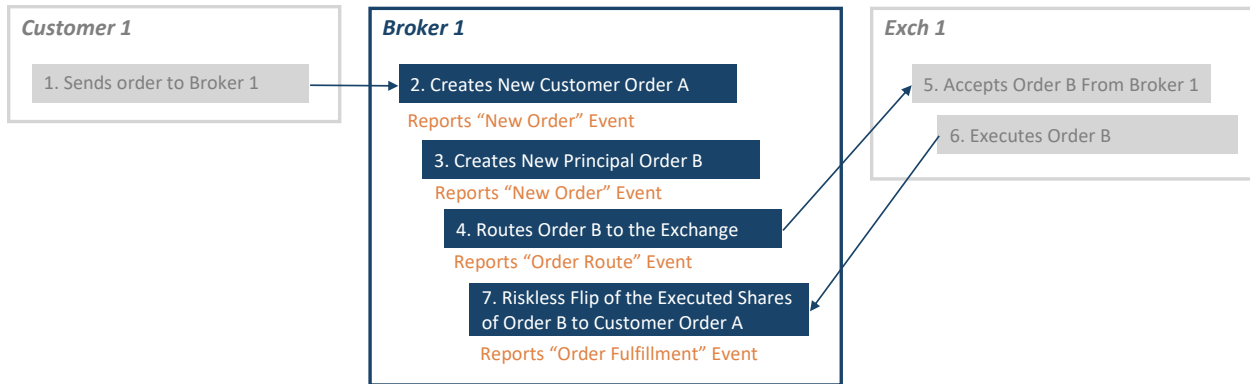 Customer 1
1. Sends order to Broker 1
Broker 1
2. Creates New Customer Order A
Reports “New Order” Event
3. Creates New Principal Order B
Reports “New Order” Event
4. Routes Order B to the Exchange
Reports “Order Route” Event
7. Riskless Flip of the Executed Shares
of Order B to Customer Order A
Reports “Order Fulfillment” Event
Exch 1
5. Accepts Order B From Broker 1
6. Executes Order B